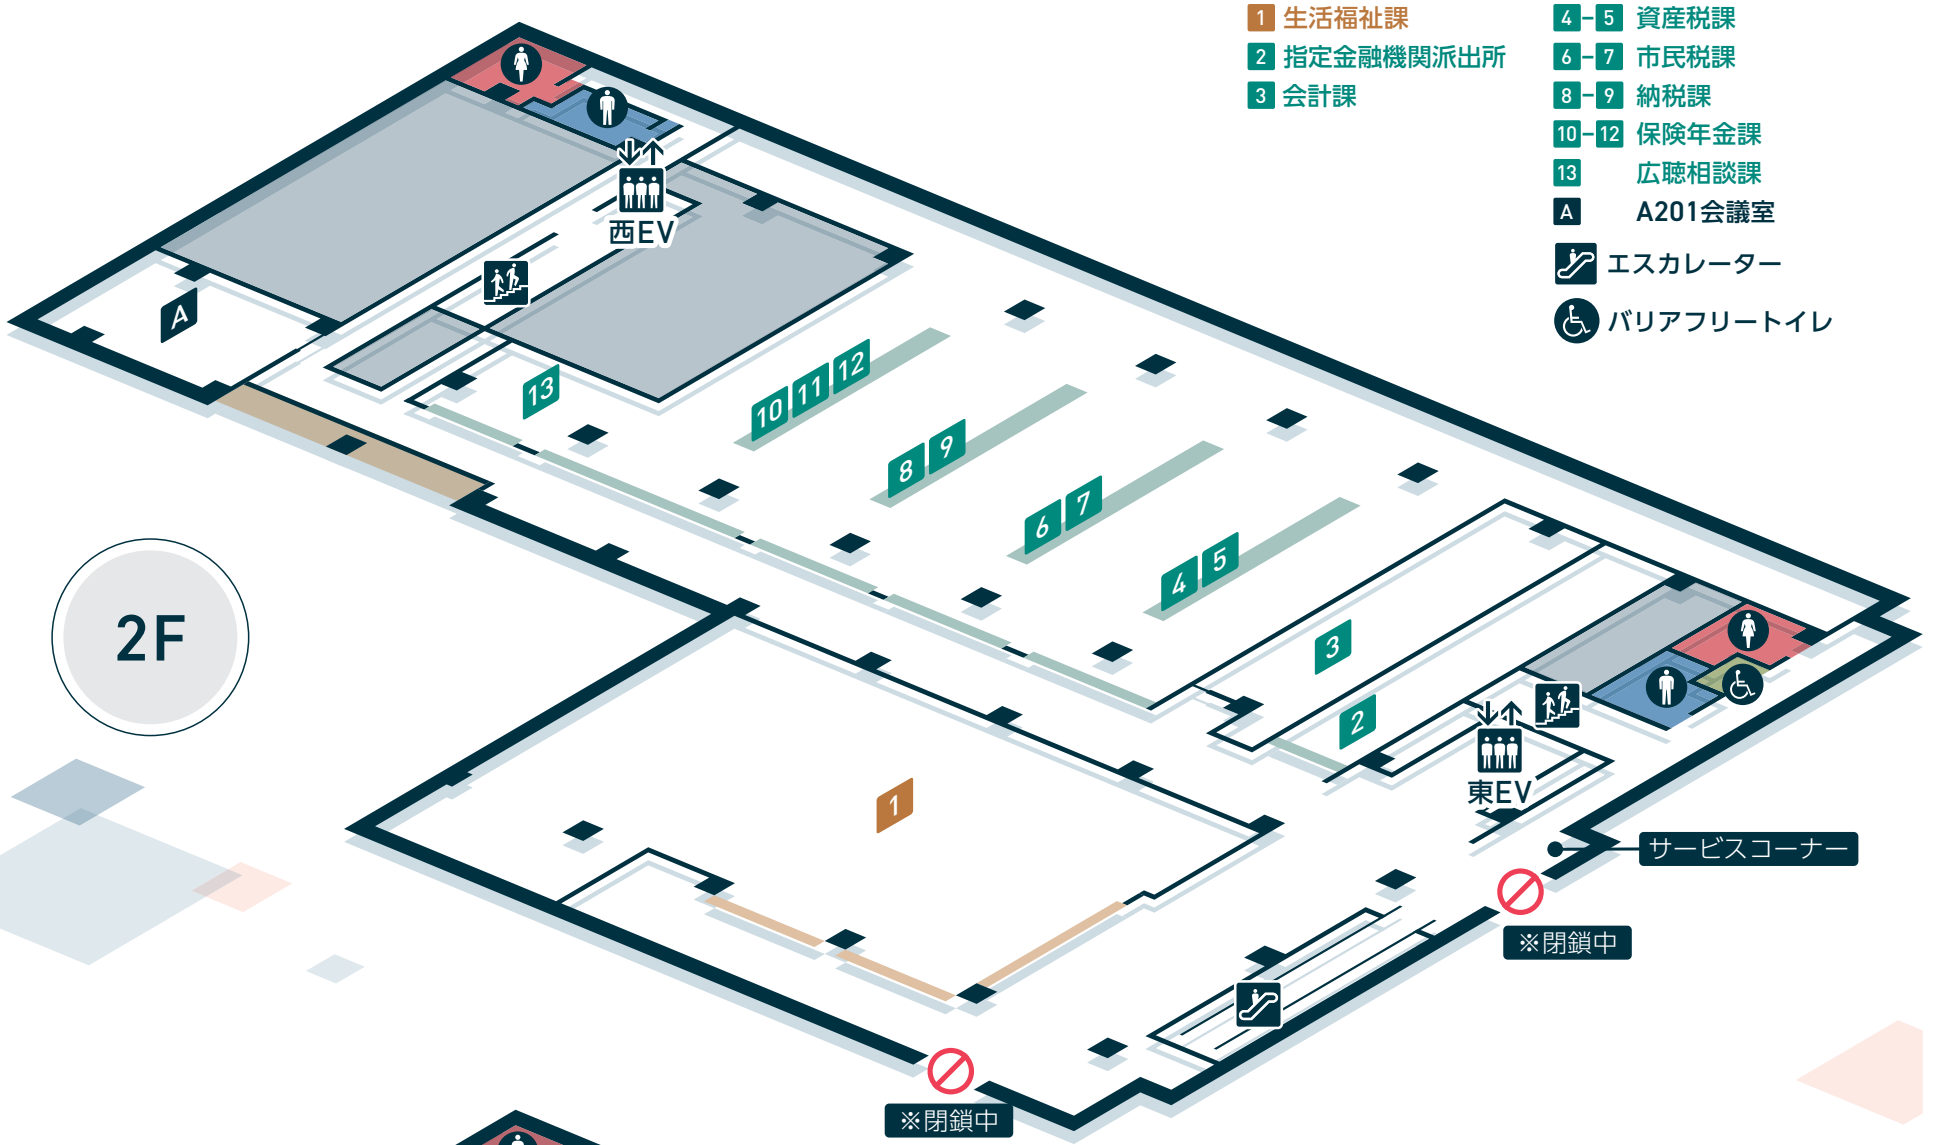 1 生活福祉課
2 指定金融機関派出所
3 会計課
4-5 資産税課
6-7 市民税課
8-9 納税課
10-12 保険年金課
13 広聴相談課
A A201会議室
エスカレーター
バリアフリートイレ
西EV
A
13
10 11 12
8 9
6 7
4 5
3
2
2F
東EV
1
サービスコーナー
※閉鎖中
※閉鎖中